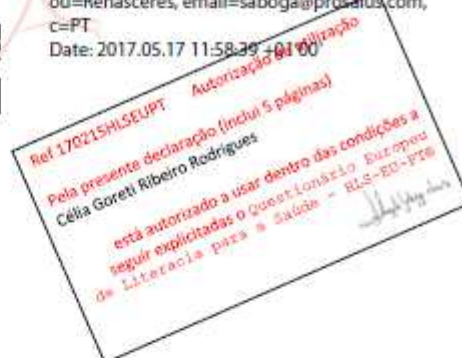 ou=Renasceres, email=saboga@prosalus.com,
c=PT
Date: 2017.05.17 11:58:39 +01'00'
Ref 170215HLSEUPT Autorização de utilização
Pela presente declaração (inclui 5 páginas)
Célia Goreti Ribeiro Rodrigues
está autorizado a usar dentro das condições a
seguir explicitadas o Questionário Europeu
de Literacia para a Saúde - HLS-EU-PT®